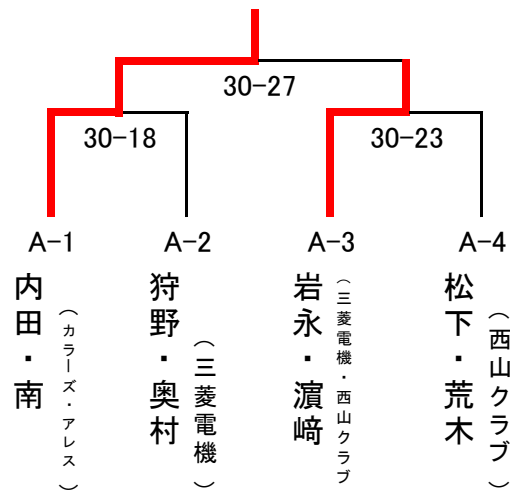 30-27
30-18
30-23
A-1
A-2
A-3
A-4
内田・南
（カラーズ・アレス）
狩野・奥村
（三菱電機）
岩永・濵﨑
（三菱電機・西山クラブ
松下・荒木
（西山クラブ）